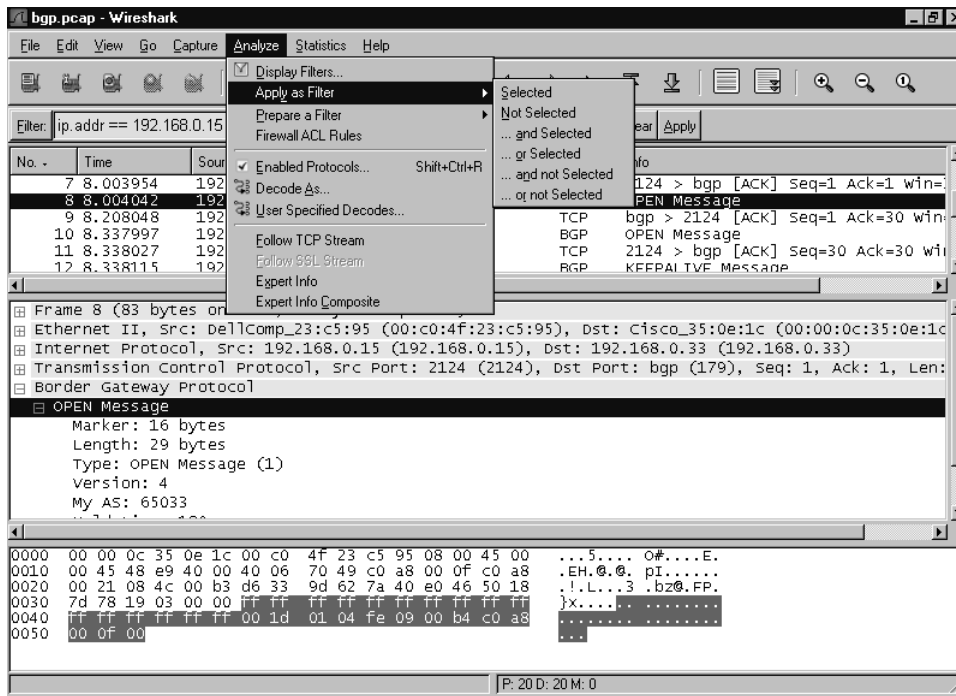 bgp.pcap - Wireshark
File Edit View Go Capture Analyze Statistics Help
Display Filters...
Apply as Filter
Prepare a Filter
Firewall ACL Rules
Enabled Protocols... Shift+Ctrl+R
Decode As...
User Specified Decodes...
Follow TCP Stream
Follow SSL Stream
Expert Info
Expert Info Composite
Selected
Not Selected
... and Selected
... or Selected
... and not Selected
... or not Selected
Filter: ip.addr == 192.168.0.15 Apply
No. - Time
7 8.003954 192 2124 > bgp [ACK] Seq=1 Ack=1 Win=
8 8.004042 192 OPEN Message
9 8.208048 192 TCP bgp > 2124 [ACK] Seq=1 Ack=30 Win=
10 8.337997 192 BGP OPEN Message
11 8.338027 192 TCP 2124 > bgp [ACK] Seq=30 Ack=30 Wi
12 8.338115 192 BGP KEEPALIVE Message
Frame 8 (83 bytes on
Ethernet II, Src: DellComp_23:c5:95 (00:c0:4f:23:c5:95), Dst: Cisco_35:0e:1c (00:00:0c:35:0e:1c
Internet Protocol, Src: 192.168.0.15 (192.168.0.15), Dst: 192.168.0.33 (192.168.0.33)
Transmission Control Protocol, Src Port: 2124 (2124), Dst Port: bgp (179), Seq: 1, Ack: 1, Len:
Border Gateway Protocol
OPEN Message
Marker: 16 bytes
Length: 29 bytes
Type: OPEN Message (1)
Version: 4
My AS: 65033
0000 00 00 0c 35 0e 1c 00 c0 4f 23 c5 95 08 00 45 00 ...5.... O#....E.
0010 00 45 48 e9 40 00 40 06 70 49 c0 a8 00 0f c0 a8 .EH.@.@. pI......
0020 00 21 08 4c 00 b3 d6 33 9d 62 7a 40 e0 46 50 18 .!.L...3 .bz@.FP.
0030 7d 78 19 03 00 00 ff ff ff ff ff ff ff ff ff ff }x...... ........
0040 ff ff ff ff ff ff 00 1d 01 04 fe 09 00 b4 c0 a8 ........ ........
0050 00 0f 00 ...
P: 20 D: 20 M: 0